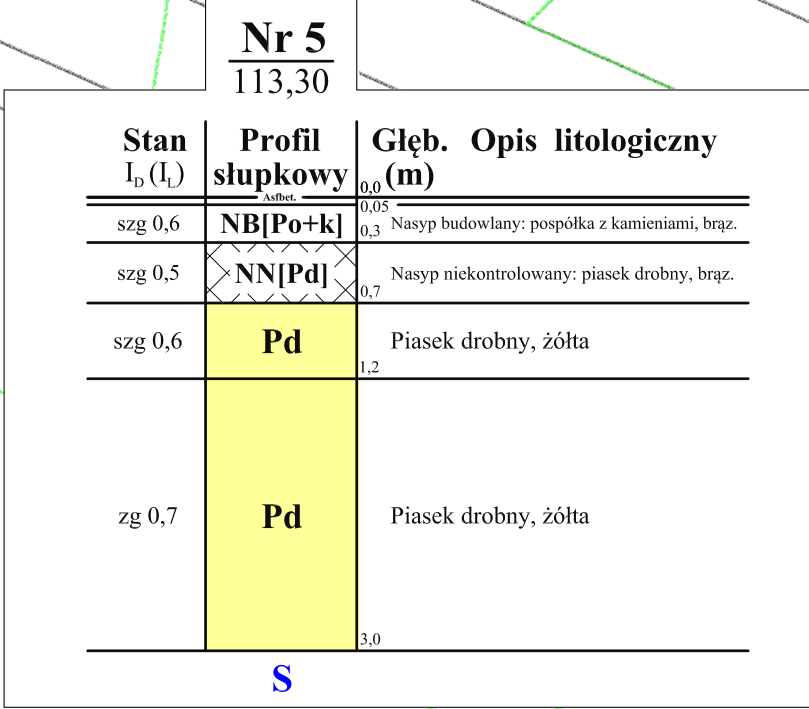 Nr 5
113,30
Stan Profil Głęb. Opis litologiczny
I_D (I_L) słupkowy 0,0 (m)
Asfbet.
0,05
szg 0,6 NB[Po+k] 0,3 Nasyp budowlany: pospółka z kamieniami, brąz.
szg 0,5 NN[Pd] 0,7 Nasyp niekontrolowany: piasek drobny, brąz.
szg 0,6 Pd Piasek drobny, żółta
1,2
zg 0,7 Pd Piasek drobny, żółta
3,0
S